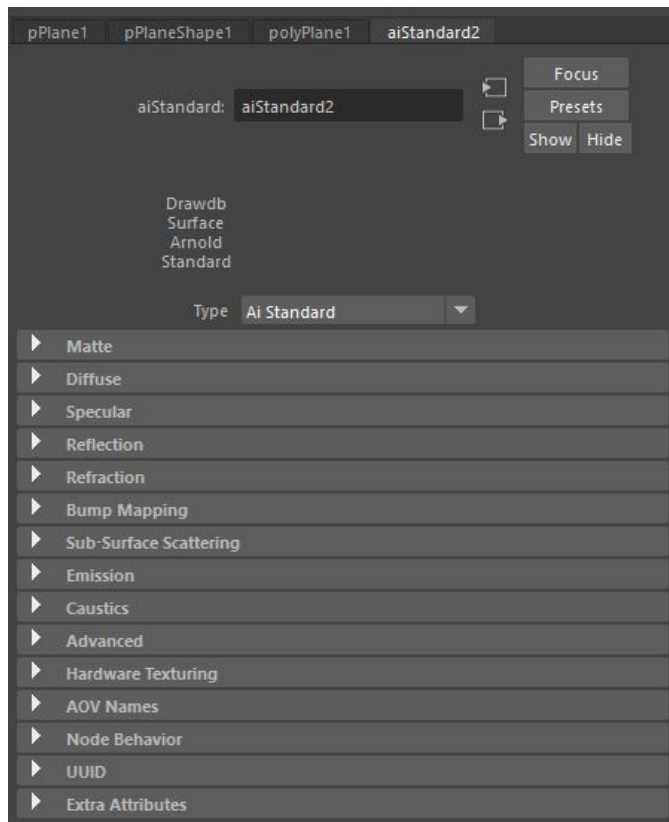 pPlane1 pPlaneShape1 polyPlane1 aiStandard2
Focus
aiStandard: aiStandard2 Presets
Show Hide
Drawdb
Surface
Arnold
Standard
Type Ai Standard
Matte
Diffuse
Specular
Reflection
Refraction
Bump Mapping
Sub-Surface Scattering
Emission
Caustics
Advanced
Hardware Texturing
AOV Names
Node Behavior
UUID
Extra Attributes